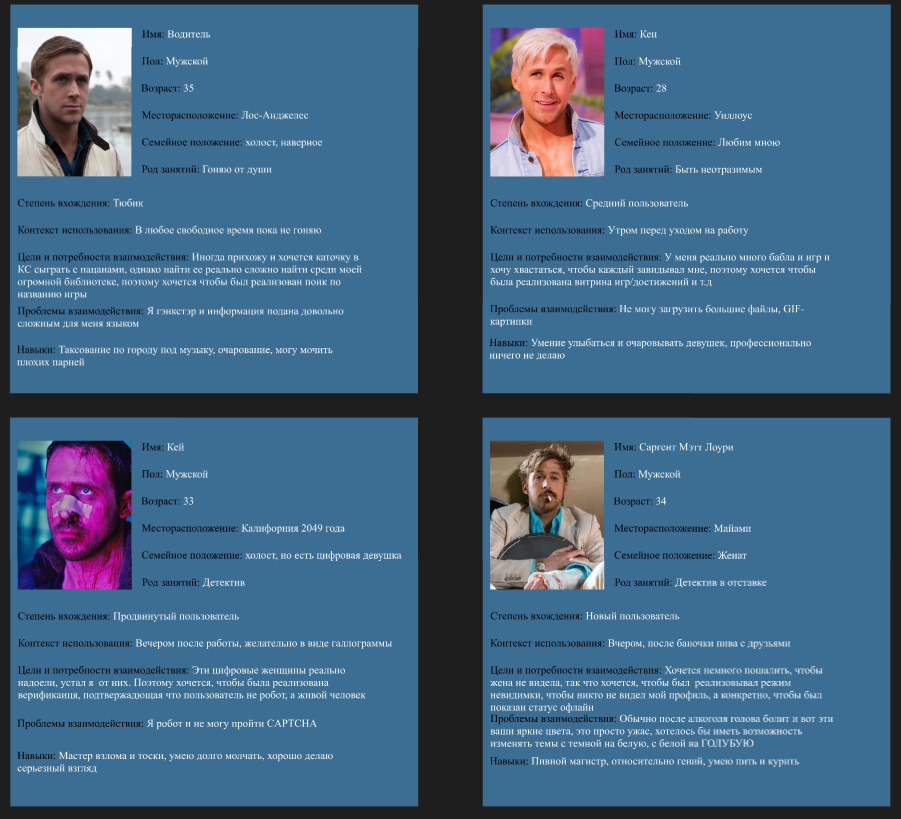 Имя: Водитель
Пол: Мужской
Возраст: 35
Месторасположение: Лос-Анджелес
Семейное положение: холост, наверное
Род занятий: Гоняю от души
Степень вхождения: Тюбик
Контекст использования: В любое свободное время пока не гоняю
Цели и потребности взаимодействия: Иногда прихожу и хочется каточку в
КС сыграть с пацанами, однако найти ее реально сложно найти среди моей
огромной библиотеке, поэтому хочется чтобы был реализован поик по
названию игры
Проблемы взаимодействия: Я гэнкстэр и информация подана довольно
сложным для меня языком
Навыки: Таксование по городу под музыку, очарование, могу мочить
плохих парней
Имя: Кен
Пол: Мужской
Возраст: 28
Месторасположение: Уиллоус
Семейное положение: Любим мною
Род занятий: Быть неотразимым
Степень вхождения: Средний пользователь
Контекст использования: Утром перед уходом на работу
Цели и потребности взаимодействия: У меня реально много бабла и игр и
хочу хвастаться, чтобы каждый завидывал мне, поэтому хочется чтобы
была реализована витрина игр/достижений и т.д
Проблемы взаимодействия: Не могу загрузить большие файлы, GIF-
картинки
Навыки: Умение улыбаться и очаровывать девушек, профессионально
ничего не делаю
Имя: Кей
Пол: Мужской
Возраст: 33
Месторасположение: Калифорния 2049 года
Семейное положение: холост, но есть цифровая девушка
Род занятий: Детектив
Степень вхождения: Продвинутый пользователь
Контекст использования: Вечером после работы, желательно в виде галлограммы
Цели и потребности взаимодействия: Эти цифровые женщины реально
надоели, устал я от них. Поэтому хочется, чтобы была реализована
верификаиця, подтвертажающая что пользователь не робот, а живой человек
Проблемы взаимодействия: Я робот и не могу пройти CAPTCHA
Навыки: Мастер взлома и тоски, умею долго молчать, хорошо делаю
серьезный взгляд
Имя: Саргент Мэтт Лоури
Пол: Мужской
Возраст: 34
Месторасположение: Майами
Семейное положение: Женат
Род занятий: Детектив в отставке
Степень вхождения: Новый пользователь
Контекст использования: Вчером, после баночки пива с друзьями
Цели и потребности взаимодействия: Хочется немного пошалить, чтобы
жена не видела, так что хочется, чтобы был реализовывал режим
невидимки, чтобы никто не видел мой профиль, а конкретно, чтобы был
показан статус офлайн
Проблемы взаимодействия: Обычно после алкоголя голова болит и вот эти
ваши яркие цвета, это просто ужас, хотелось бы иметь возможность
изменять темы с темной на белую, с белой на ГОЛУБУЮ
Навыки: Пивной магистр, относительно гений, умею пить и курить